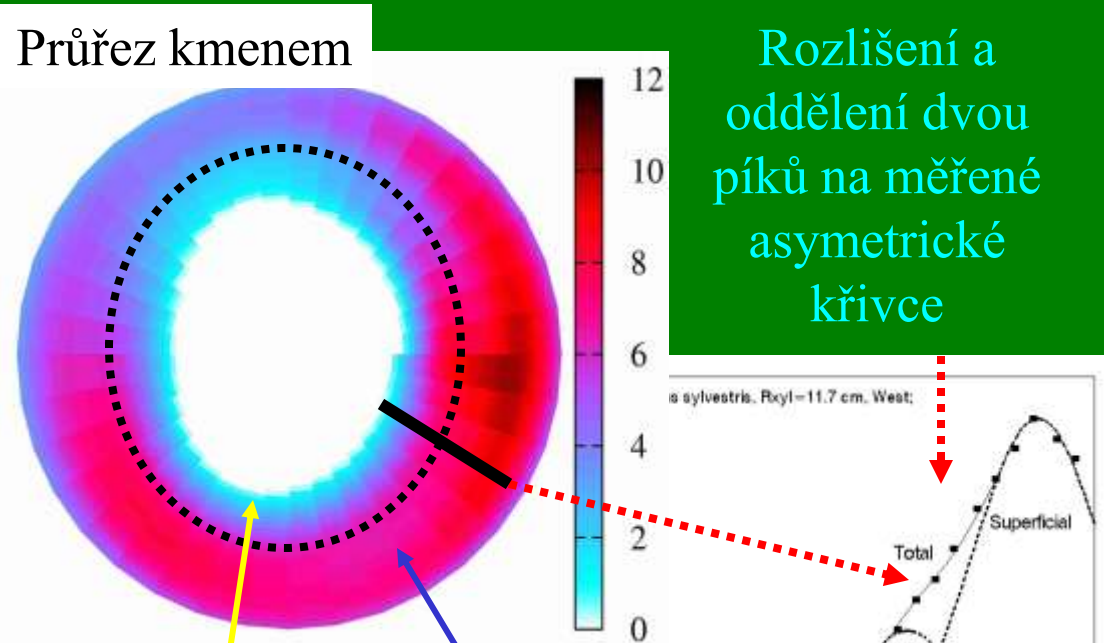 Průřez kmenem
Rozlišení a
oddělení dvou
píků na měřené
asymetrické
křivce
12
10
8
6
4
2
0
sylvestris, Rxyl=11.7 cm, West;
Superficial
Total